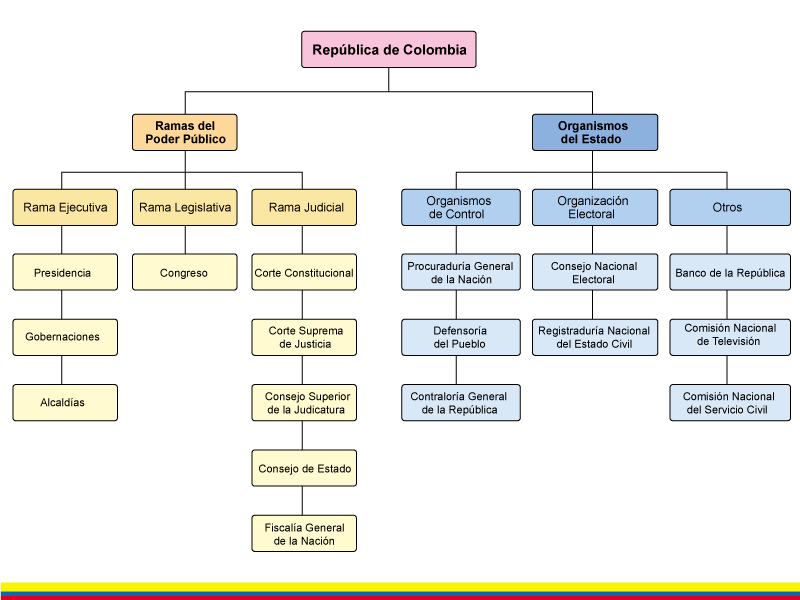 República de Colombia
Ramas del
Poder Público
Organismos
del Estado
Rama Ejecutiva
Rama Legislativa
Rama Judicial
Organismos
de Control
Organización
Electoral
Otros
Presidencia
Congreso
Corte Constitucional
Procuraduría General
de la Nación
Consejo Nacional
Electoral
Banco de la República
Gobernaciones
Corte Suprema
de Justicia
Defensoría
del Pueblo
Registraduría Nacional
del Estado Civil
Comisión Nacional
de Televisión
Alcaldías
Consejo Superior
de la Judicatura
Contraloría General
de la República
Comisión Nacional
del Servicio Civil
Consejo de Estado
Fiscalía General
de la Nación